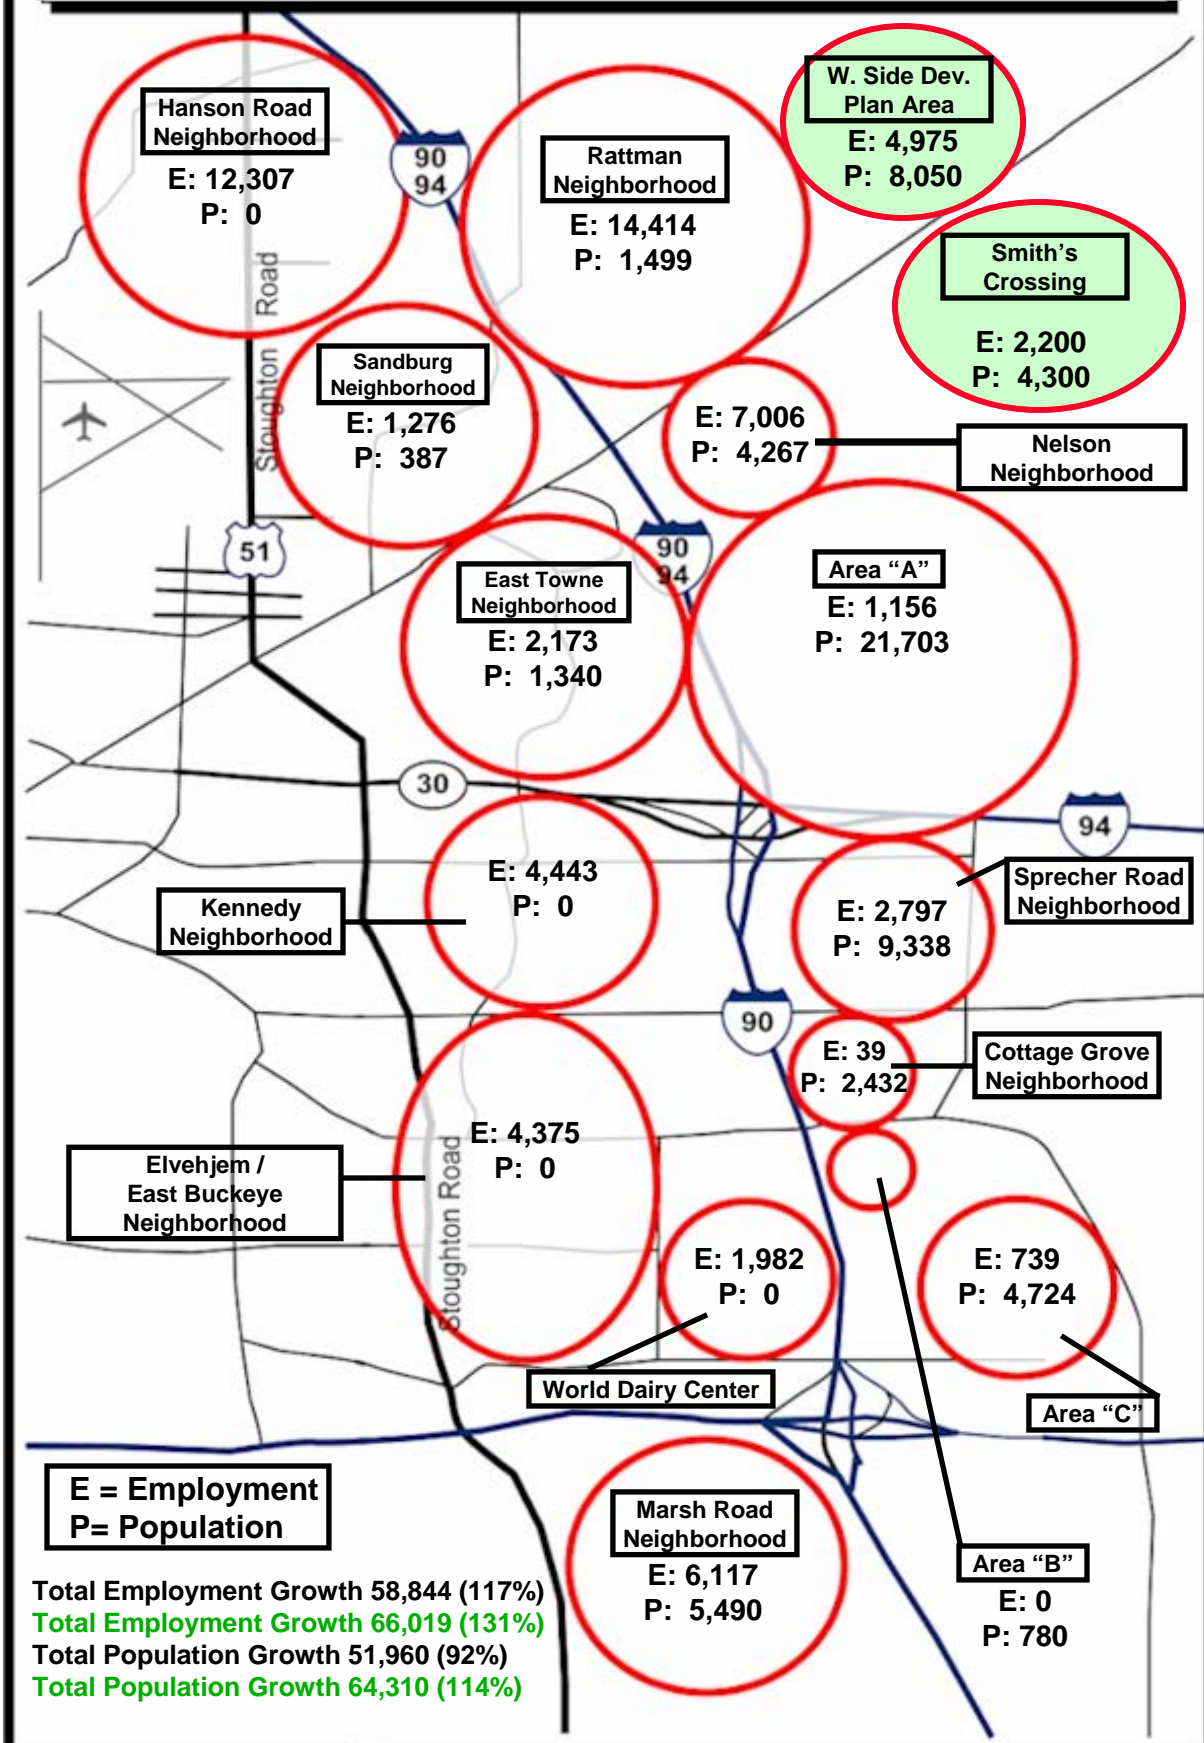 W. Side Dev.
Plan Area
E: 4,975
P: 8,050
Hanson Road
Neighborhood
E: 12,307
P: 0
90
94
Rattman
Neighborhood
E: 14,414
P: 1,499
Smith's
Crossing
E: 2,200
P: 4,300
Stoughton Road
Sandburg
Neighborhood
E: 1,276
P: 387
E: 7,006
P: 4,267
Nelson
Neighborhood
51
90
94
East Towne
Neighborhood
E: 2,173
P: 1,340
Area “A”
E: 1,156
P: 21,703
30
94
E: 4,443
P: 0
Kennedy
Neighborhood
Sprecher Road
Neighborhood
E: 2,797
P: 9,338
90
E: 39
P: 2,432
Cottage Grove
Neighborhood
E: 4,375
P: 0
Elvehjem /
East Buckeye
Neighborhood
Stoughton Road
E: 1,982
P: 0
E: 739
P: 4,724
World Dairy Center
Area “C”
E = Employment
P= Population
Marsh Road
Neighborhood
E: 6,117
P: 5,490
Area “B”
E: 0
P: 780
Total Employment Growth 58,844 (117%)
Total Employment Growth 66,019 (131%)
Total Population Growth 51,960 (92%)
Total Population Growth 64,310 (114%)